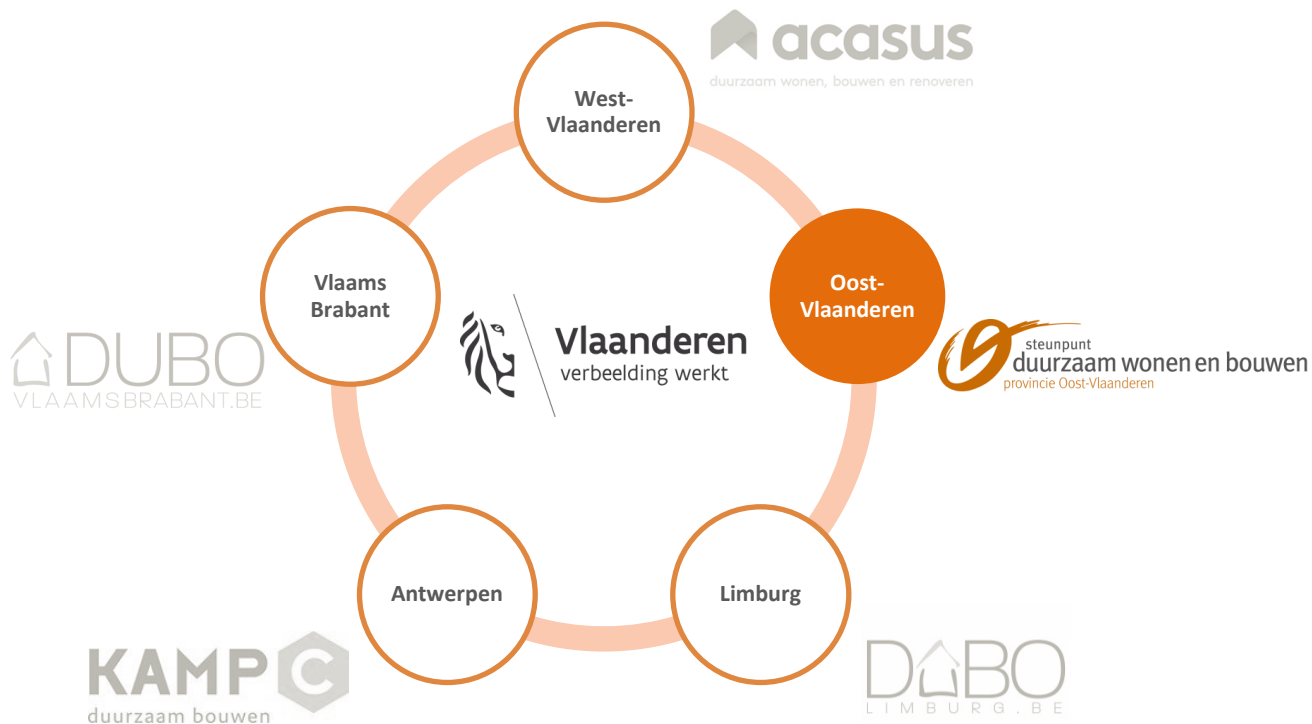 acasus
duurzaam wonen, bouwen en renoveren
West-
Vlaanderen
Oost-
Vlaanderen
steunpunt
duurzaam wonen en bouwen
provincie Oost-Vlaanderen
Vlaams
Brabant
DUBO
VLAAMSBRABANT.BE
Vlaanderen
verbeelding werkt
Antwerpen
Limburg
KAMP C
duurzaam bouwen
DUBO
LIMBURG.BE